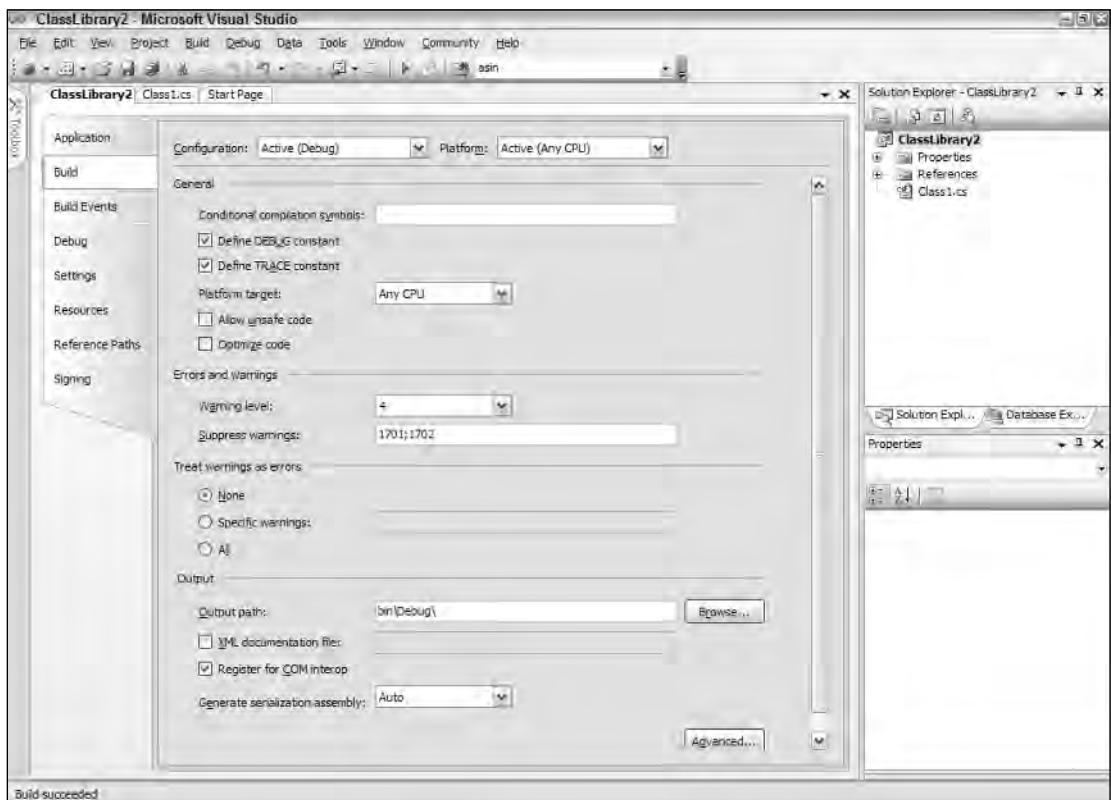 ClassLibrary2 - Microsoft Visual Studio
File Edit View Project Build Debug Data Tools Window Community Help
asin
Toolbox
ClassLibrary2 Class1.cs Start Page
Application
Build
Build Events
Debug
Settings
Resources
Reference Paths
Signing
Configuration: Active (Debug) Platform: Active (Any CPU)
General
Conditional compilation symbols:
Define DEBUG constant
Define TRACE constant
Platform target: Any CPU
Allow unsafe code
Optimize code
Errors and warnings
Warning level: 4
Suppress warnings: 1701;1702
Treat warnings as errors
None
Specific warnings:
All
Output
Output path: bin\Debug\ Browse...
XML documentation file:
Register for COM interop
Generate serialization assembly: Auto
Advanced...
Solution Explorer - ClassLibrary2
ClassLibrary2
Properties
References
Class1.cs
Solution Expl... Database Ex...
Properties
Build succeeded